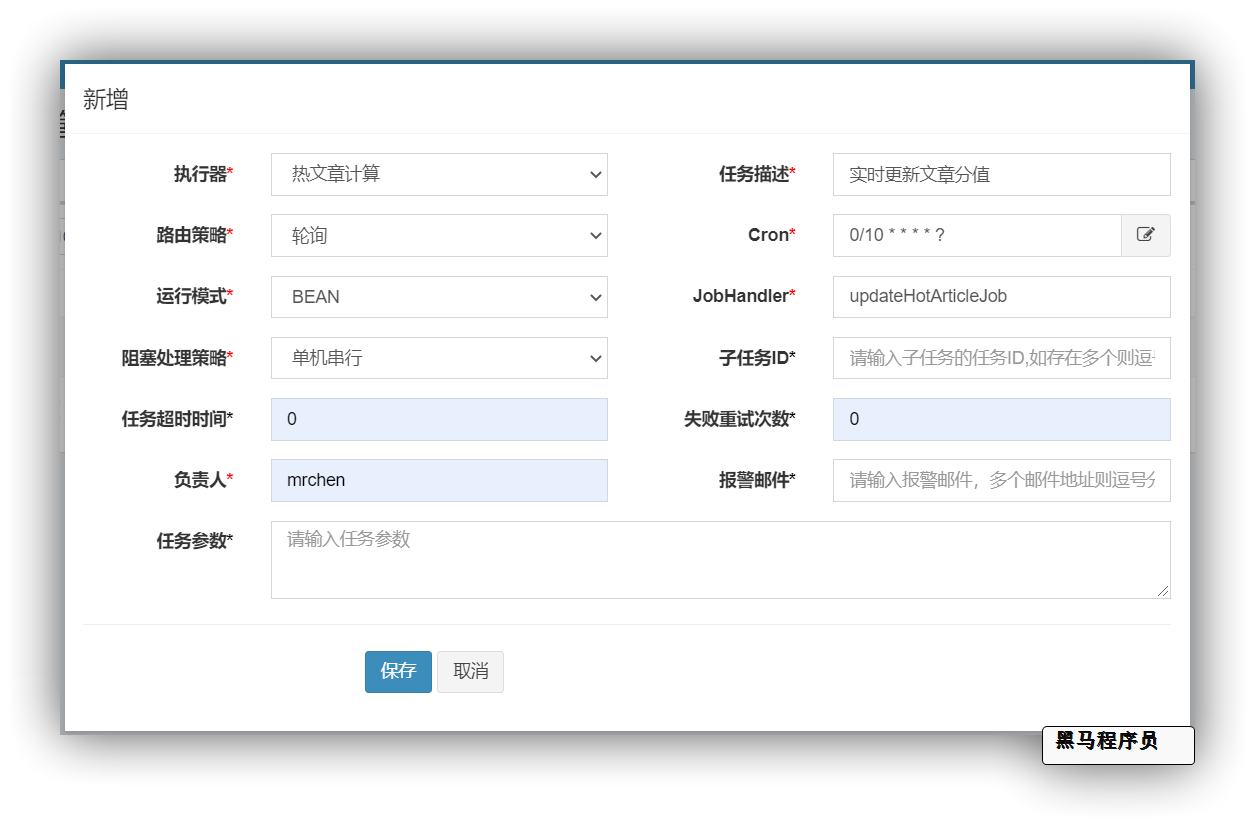 新增
执行器* 热文章计算 任务描述* 实时更新文章分值
路由策略* 轮询 Cron* 0/10 * * * * ?
运行模式* BEAN JobHandler* updateHotArticleJob
阻塞处理策略* 单机串行 子任务ID* 请输入子任务的任务ID,如存在多个则逗
任务超时时间* 0 失败重试次数* 0
负责人* mrchen 报警邮件* 请输入报警邮件，多个邮件地址则逗号分
任务参数* 请输入任务参数
保存 取消
黑马程序员